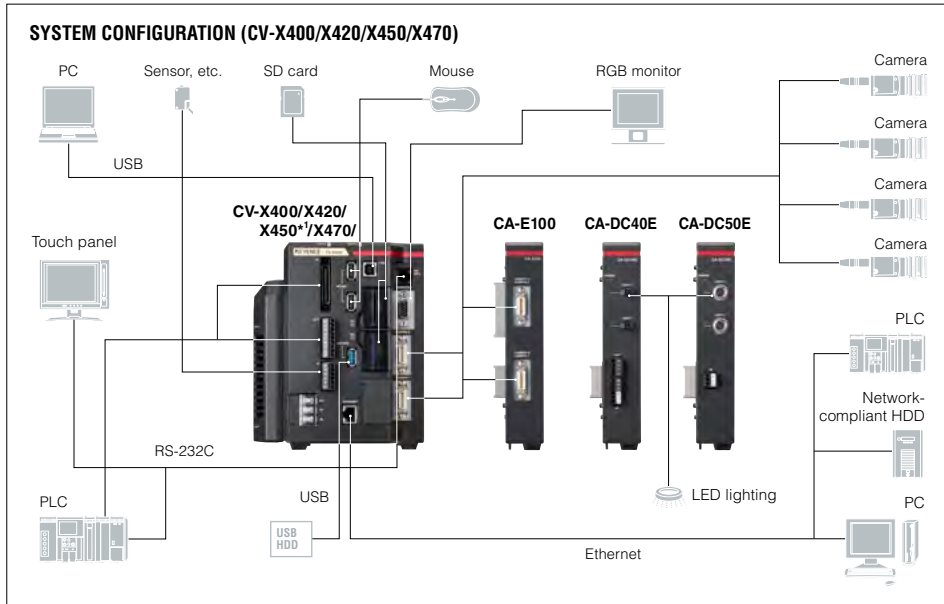 SYSTEM CONFIGURATION (CV-X400/X420/X450/X470)
PC
Sensor, etc.
SD card
Mouse
RGB monitor
Camera
Camera
Camera
Camera
USB
CV-X400/X420/
X450*1/X470/
CA-E100
CA-DC40E
CA-DC50E
Touch panel
KEYENCE
PLC
Network-
compliant HDD
RS-232C
USB
LED lighting
PLC
USB
HDD
PC
Ethernet